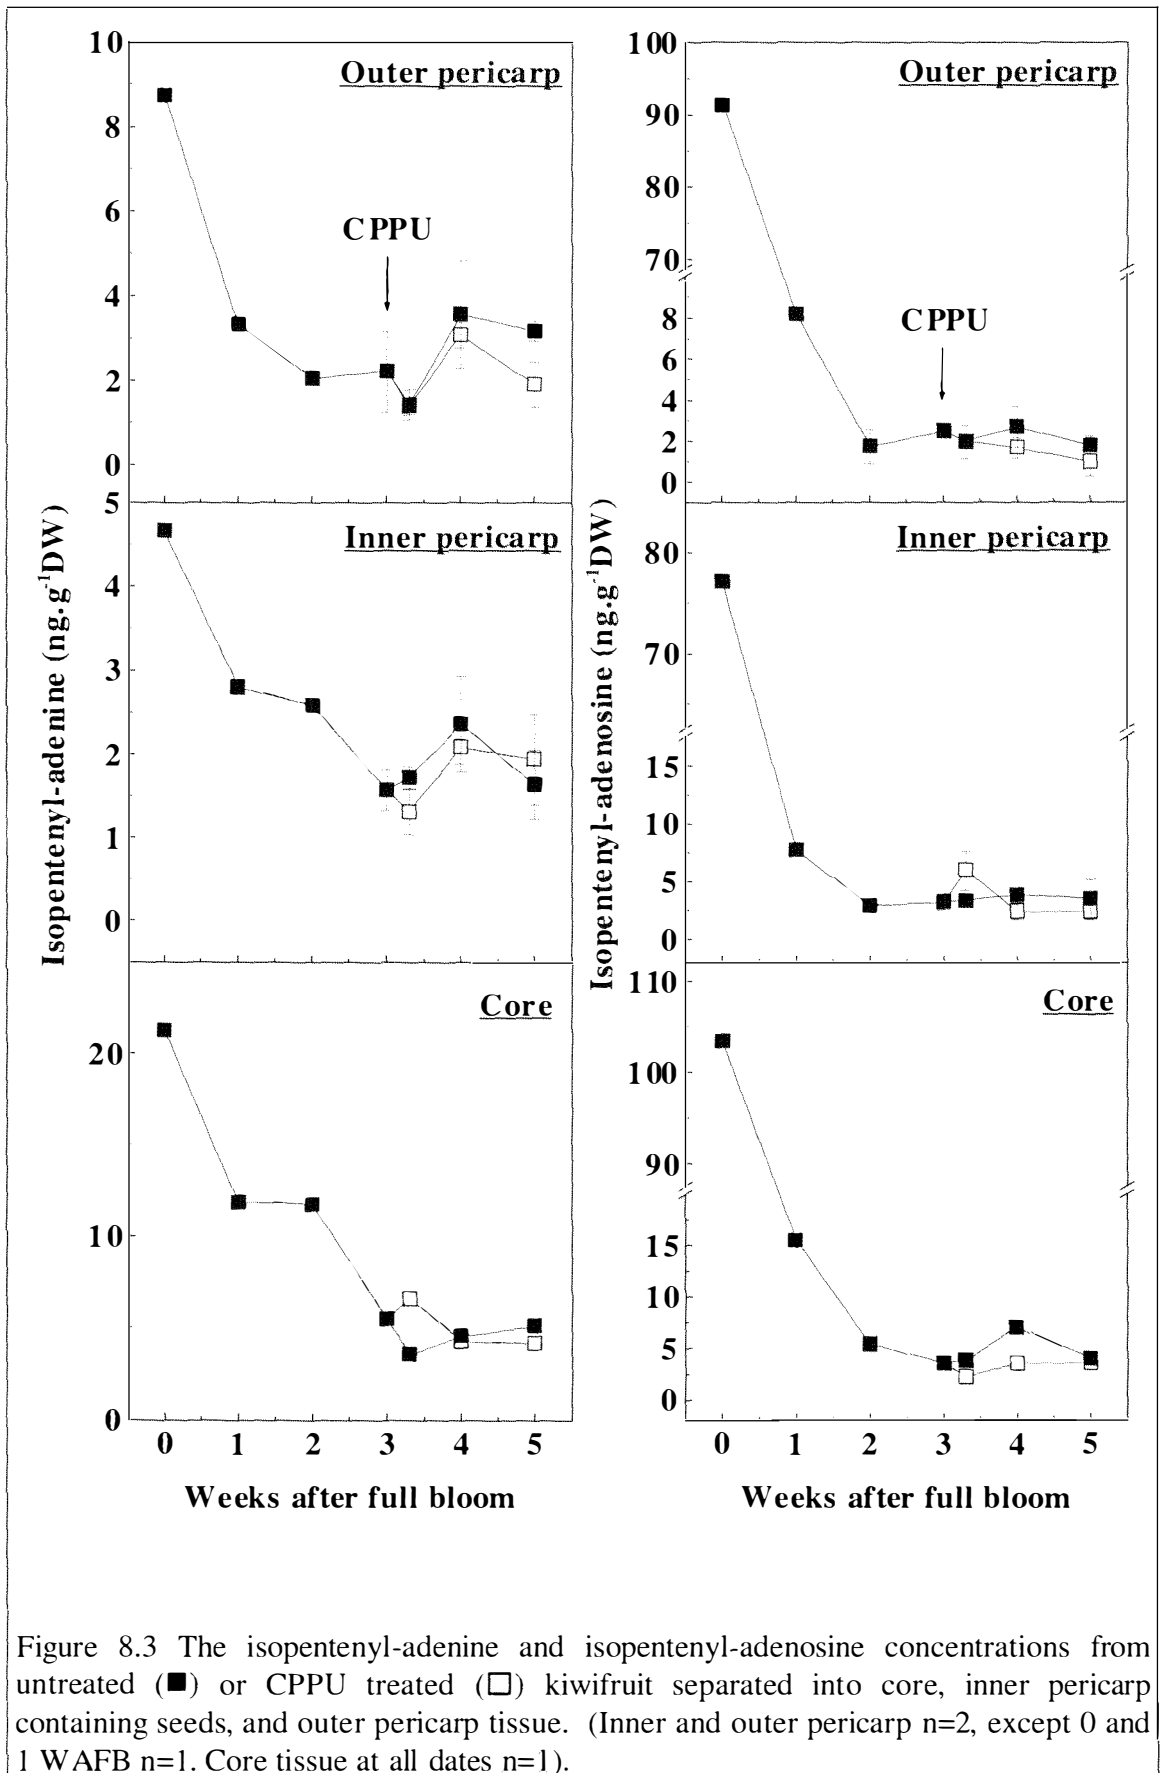 10
8
6
4
2
0
Outer pericarp
CPPU
5
4
3
2
1
0
Inner pericarp
20
10
0
Core
0 1 2 3 4 5
Weeks after full bloom
Isopentenyl-adenine (ng.g⁻¹DW)
100
90
80
70
8
6
4
2
0
Outer pericarp
CPPU
80
70
15
10
5
0
Inner pericarp
110
100
90
15
10
5
0
Core
0 1 2 3 4 5
Weeks after full bloom
Isopentenyl-adenosine (ng.g⁻¹DW)
Figure 8.3 The isopentenyl-adenine and isopentenyl-adenosine concentrations from
untreated (■) or CPPU treated (□) kiwifruit separated into core, inner pericarp
containing seeds, and outer pericarp tissue. (Inner and outer pericarp n=2, except 0 and
1 WAFB n=1. Core tissue at all dates n=1).